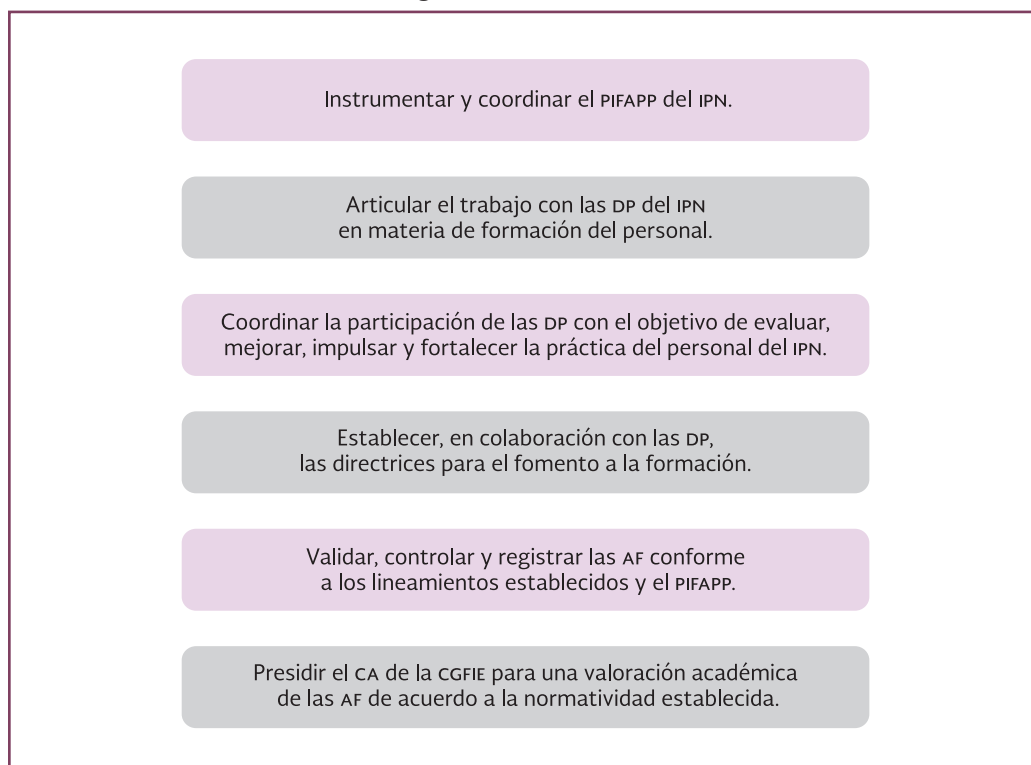 Instrumentar y coordinar el PIFAPP del IPN.
Articular el trabajo con las DP del IPN
en materia de formación del personal.
Coordinar la participación de las DP con el objetivo de evaluar,
mejorar, impulsar y fortalecer la práctica del personal del IPN.
Establecer, en colaboración con las DP,
las directrices para el fomento a la formación.
Validar, controlar y registrar las AF conforme
a los lineamientos establecidos y el PIFAPP.
Presidir el CA de la CGFIE para una valoración académica
de las AF de acuerdo a la normatividad establecida.